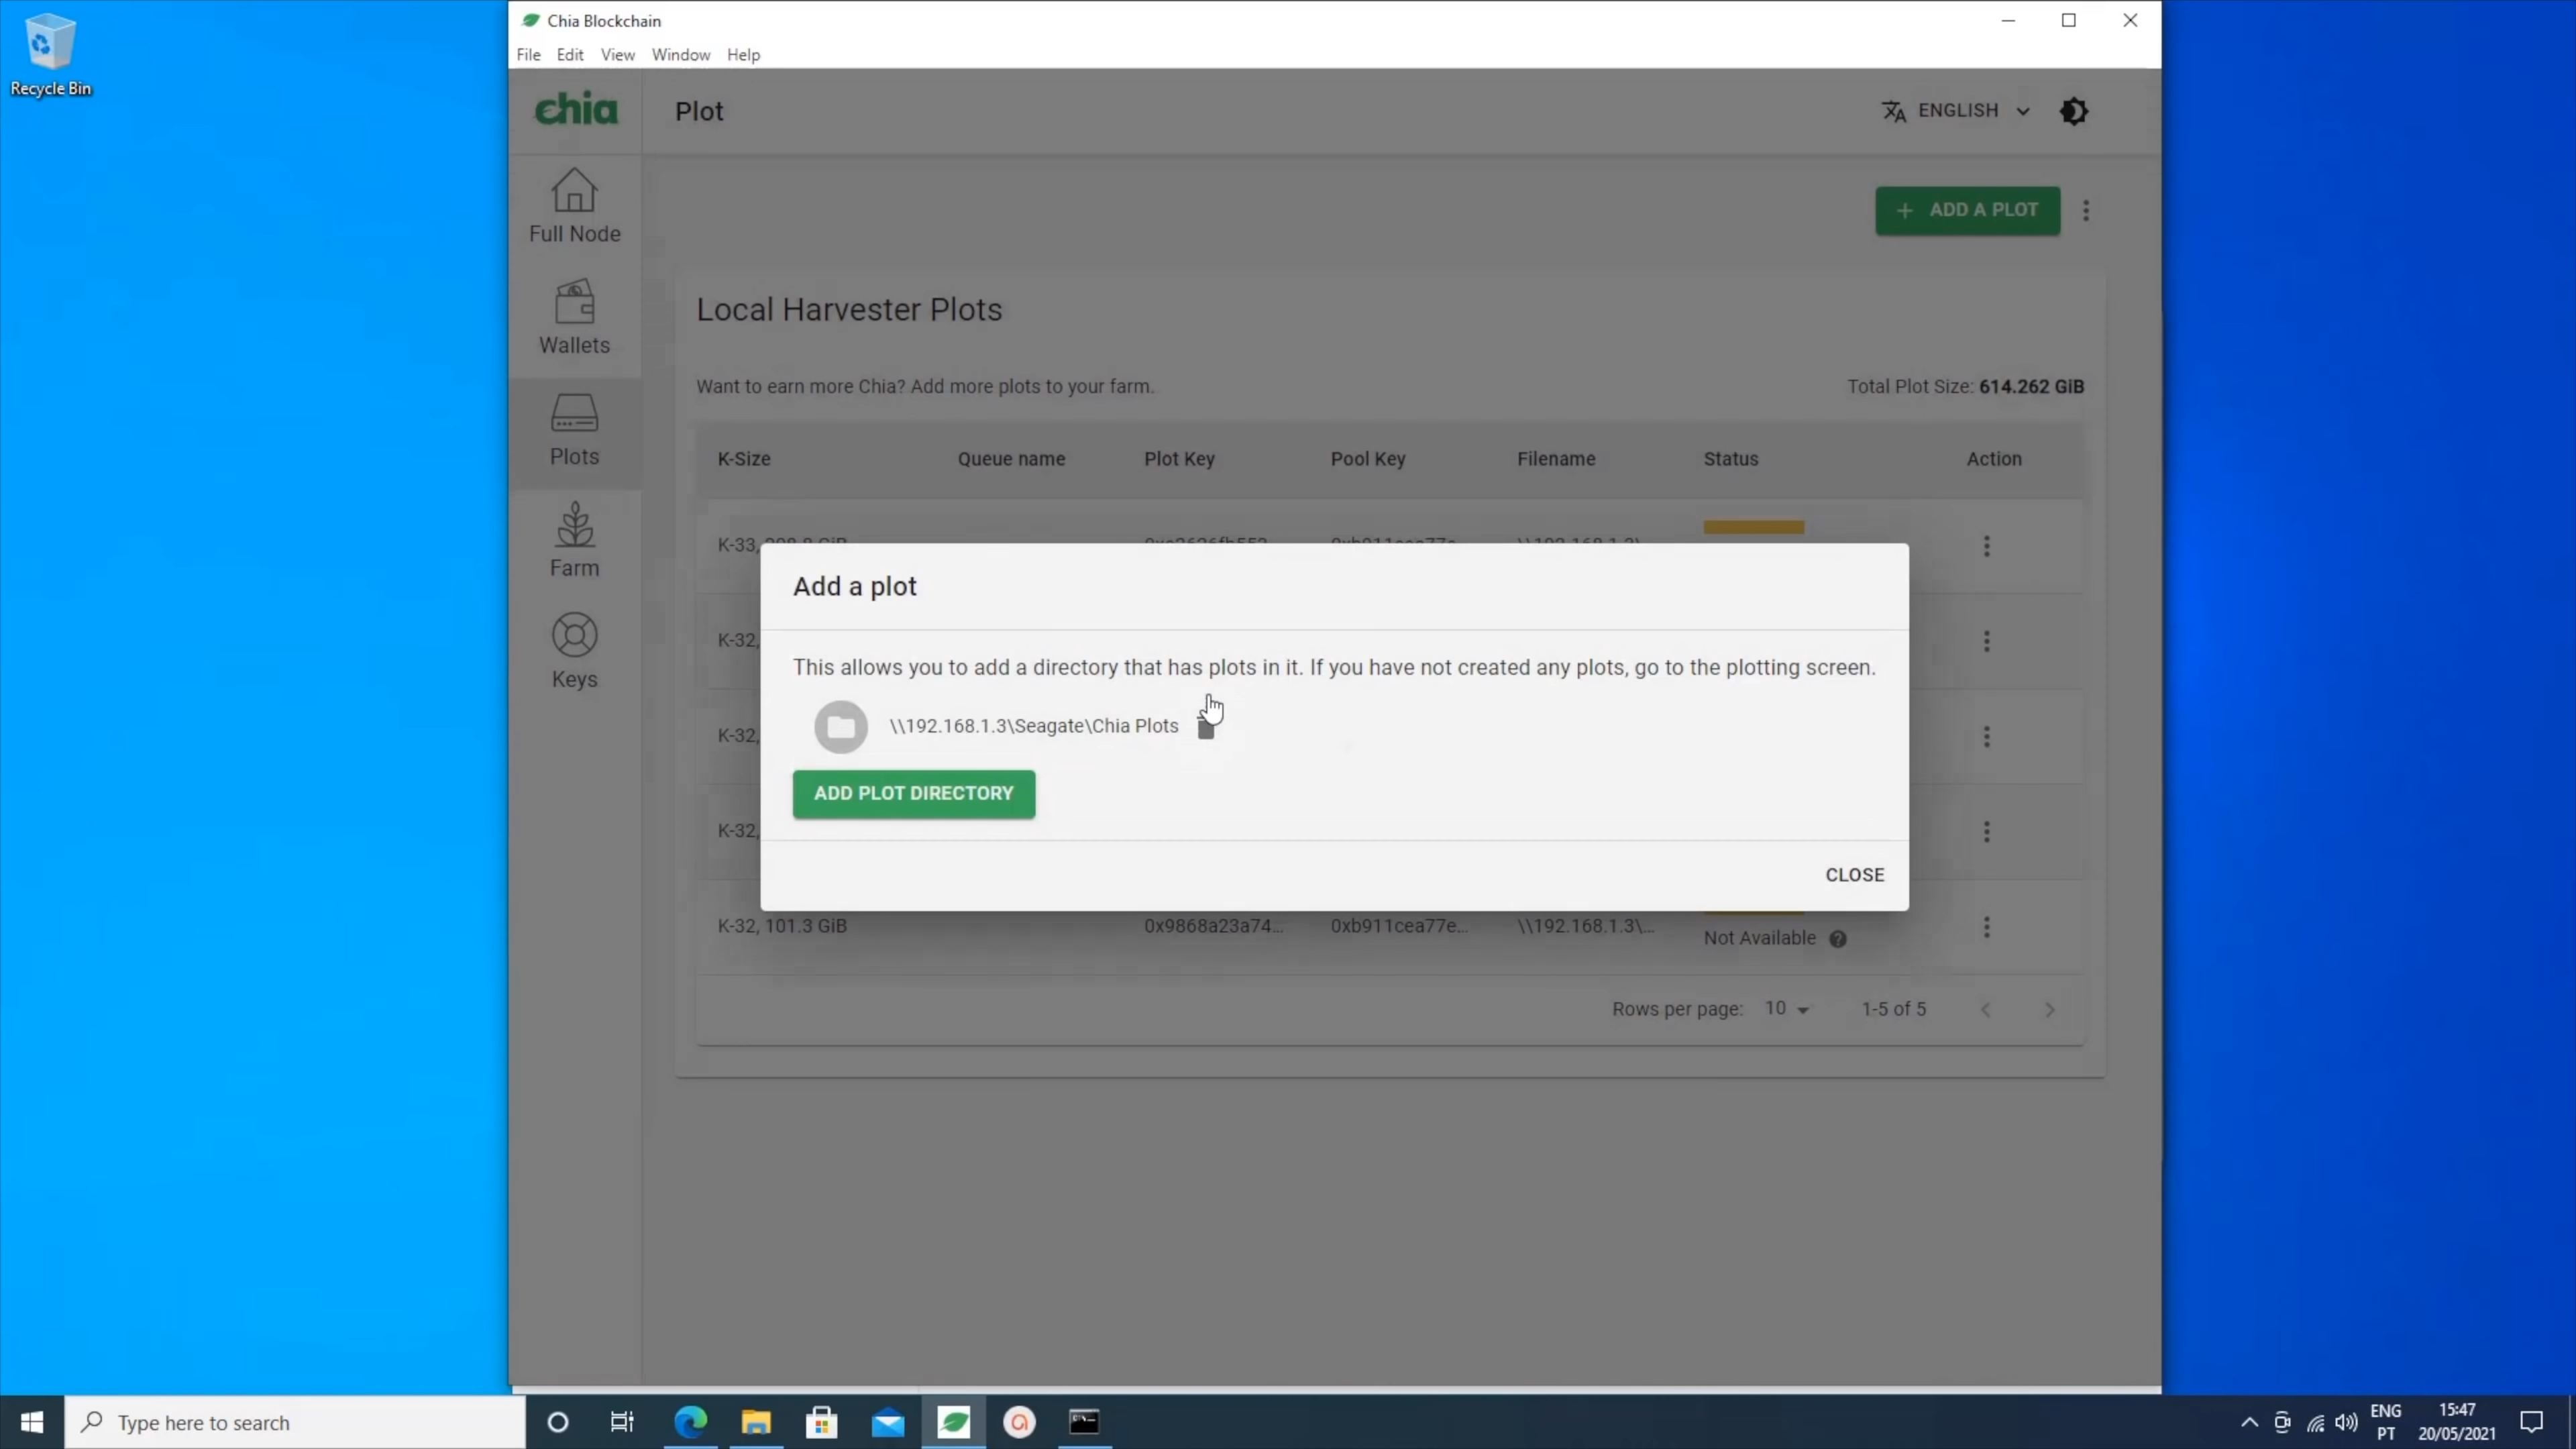 Recycle Bin
Chia Blockchain
File Edit View Window Help
chia
Plot
ENGLISH
Full Node
Wallets
Plots
Farm
Keys
+ ADD A PLOT
Local Harvester Plots
Want to earn more Chia? Add more plots to your farm.
Total Plot Size: 614.262 GiB
K-Size Queue name Plot Key Pool Key Filename Status Action
K-33,
K-32,
K-32,
K-32,
Add a plot
This allows you to add a directory that has plots in it. If you have not created any plots, go to the plotting screen.
\\192.168.1.3\Seagate\Chia Plots
ADD PLOT DIRECTORY
CLOSE
K-32, 101.3 GiB 0x9868a23a74... 0xb911cea77e... \\192.168.1.3\... Not Available
Rows per page: 10 1-5 of 5
Type here to search
ENG
PT
15:47
20/05/2021